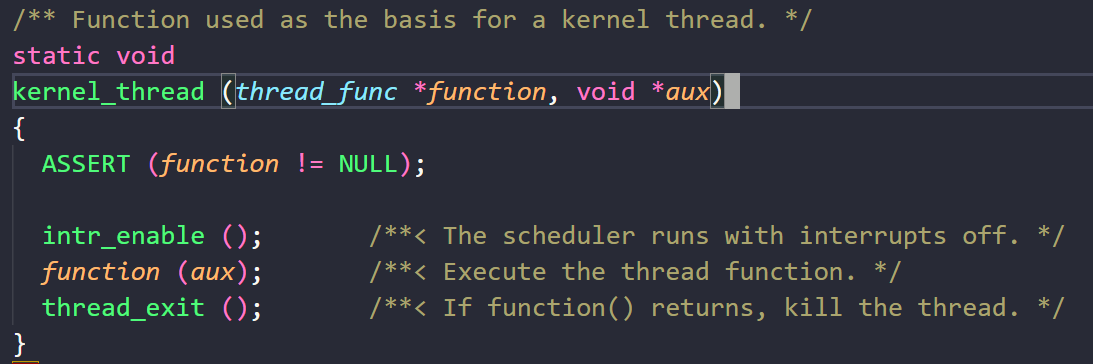 /** Function used as the basis for a kernel thread. */
static void
kernel_thread (thread_func *function, void *aux)
{
  ASSERT (function != NULL);

  intr_enable ();       /**< The scheduler runs with interrupts off. */
  function (aux);       /**< Execute the thread function. */
  thread_exit ();       /**< If function() returns, kill the thread. */
}